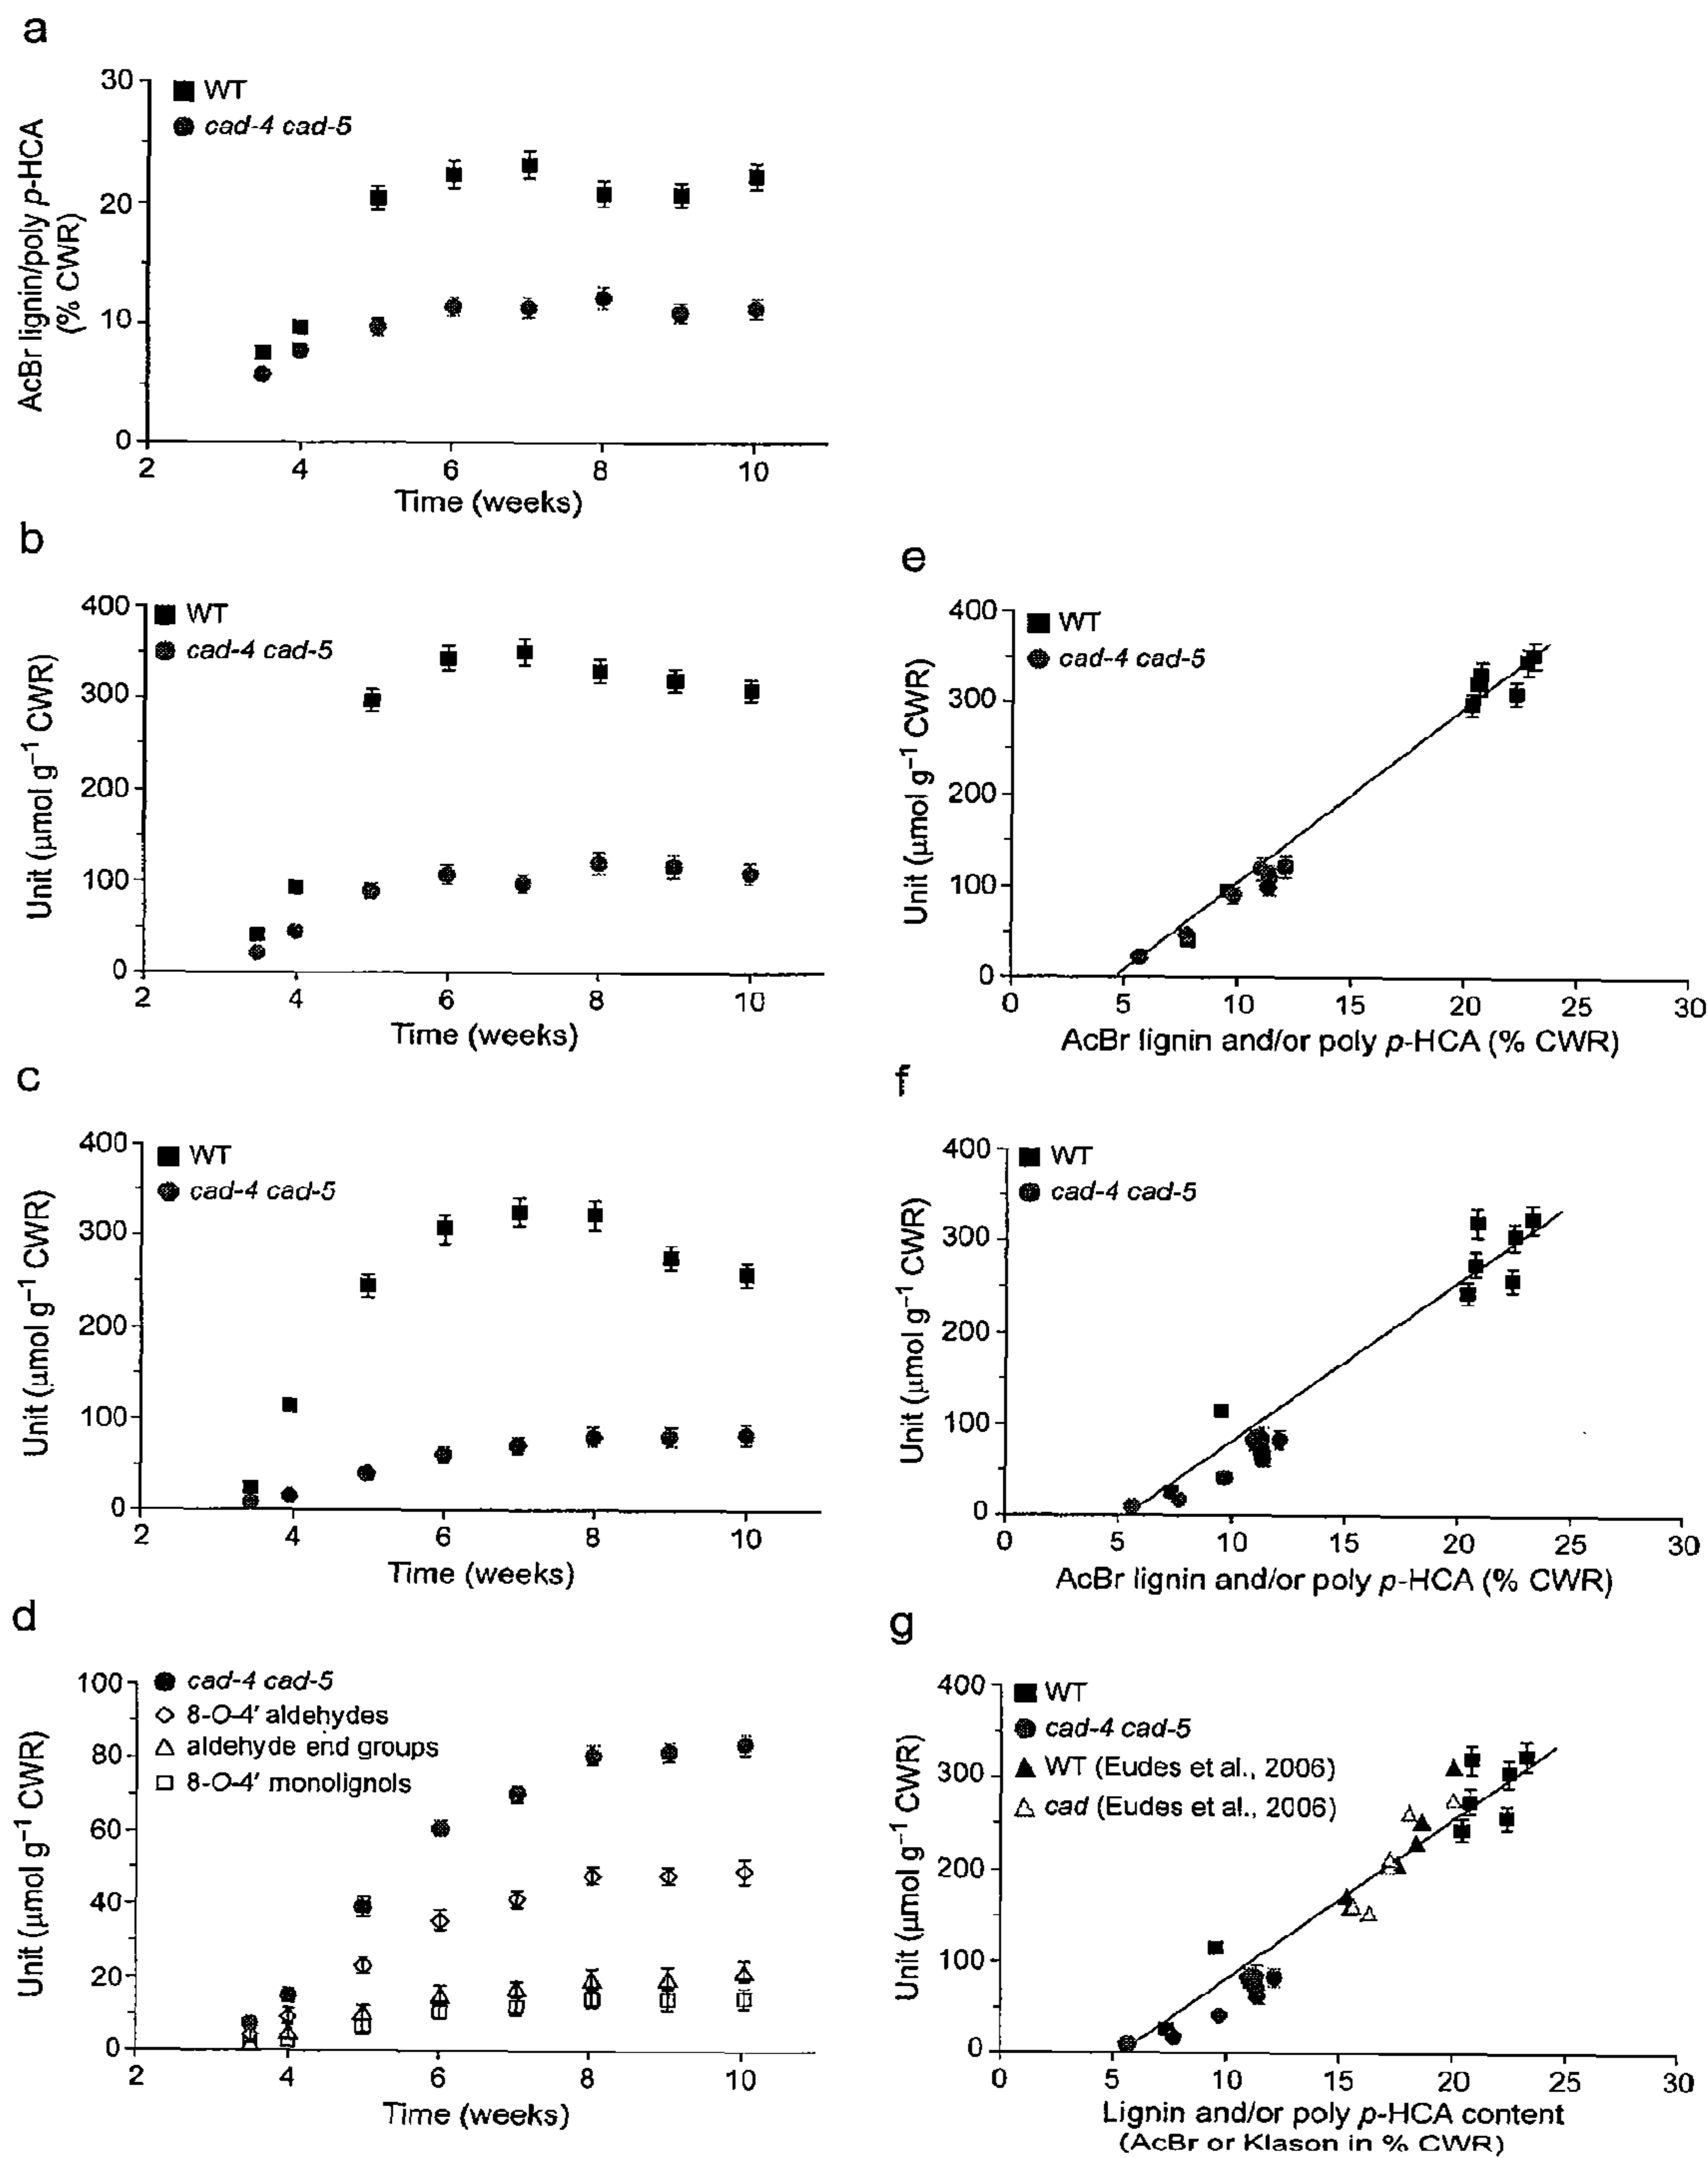 a
30
20
10
0
AcBr lignin/poly p-HCA
(% CWR)
WT
cad-4 cad-5
2 4 6 8 10
Time (weeks)
b
400
300
200
100
0
Unit (µmol g⁻¹ CWR)
WT
cad-4 cad-5
2 4 6 8 10
Time (weeks)
e
400
300
200
100
0
Unit (µmol g⁻¹ CWR)
WT
cad-4 cad-5
0 5 10 15 20 25 30
AcBr lignin and/or poly p-HCA (% CWR)
c
400
300
200
100
0
Unit (µmol g⁻¹ CWR)
WT
cad-4 cad-5
2 4 6 8 10
Time (weeks)
f
400
300
200
100
0
Unit (µmol g⁻¹ CWR)
WT
cad-4 cad-5
0 5 10 15 20 25 30
AcBr lignin and/or poly p-HCA (% CWR)
d
100
80
60
40
20
0
Unit (µmol g⁻¹ CWR)
cad-4 cad-5
8-O-4′ aldehydes
aldehyde end groups
8-O-4′ monolignols
2 4 6 8 10
Time (weeks)
g
400
300
200
100
0
Unit (µmol g⁻¹ CWR)
WT
cad-4 cad-5
WT (Eudes et al., 2006)
cad (Eudes et al., 2006)
0 5 10 15 20 25 30
Lignin and/or poly p-HCA content
(AcBr or Klason in % CWR)